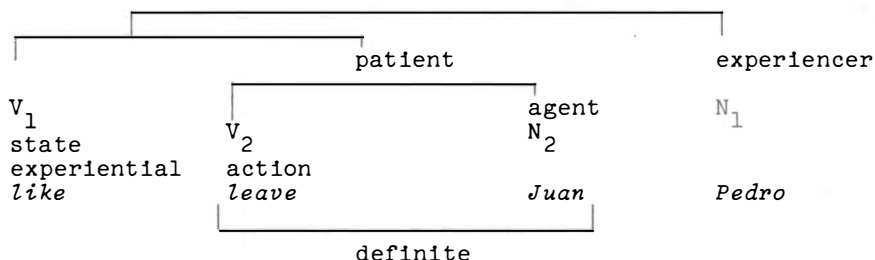 patient experiencer
V1 agent N1
V2 N2
state
experiential action
like leave Juan Pedro
definite